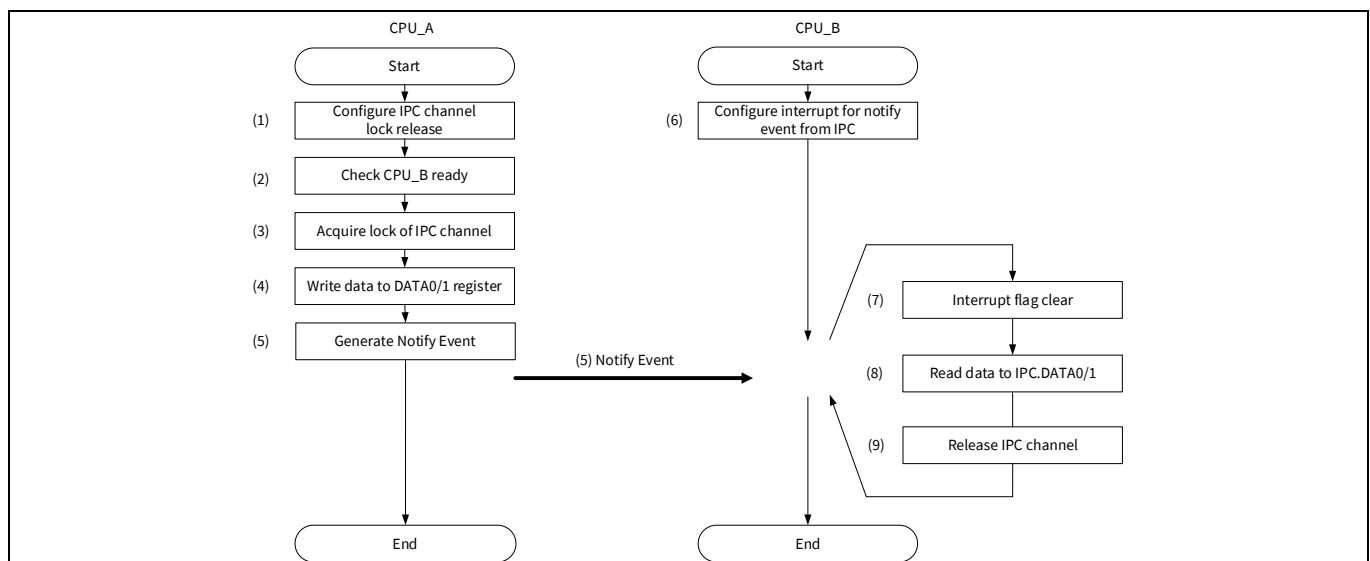 CPU_A
Start
(1)
Configure IPC channel
lock release
(2)
Check CPU_B ready
(3)
Acquire lock of IPC channel
(4)
Write data to DATA0/1 register
(5)
Generate Notify Event
End
(5) Notify Event
CPU_B
Start
(6)
Configure interrupt for notify
event from IPC
(7)
Interrupt flag clear
(8)
Read data to IPC.DATA0/1
(9)
Release IPC channel
End